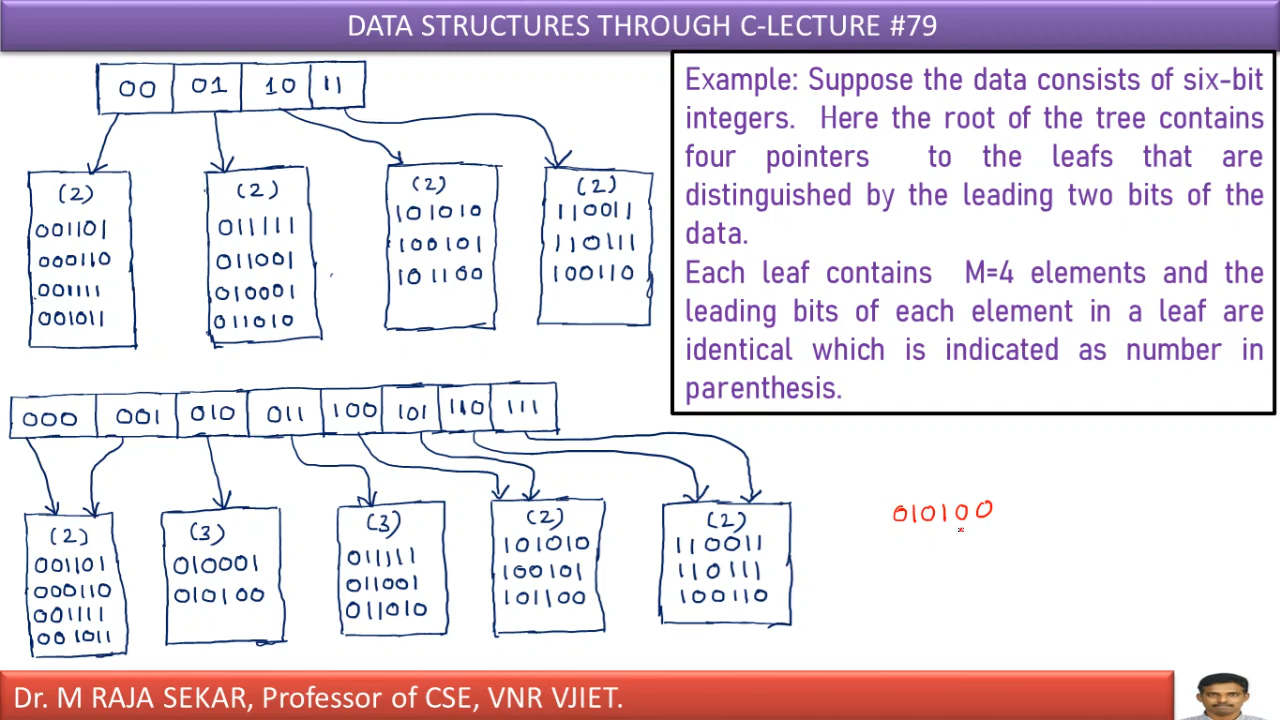 DATA STRUCTURES THROUGH C-LECTURE #79
00 01 10 11
(2) (2) (2) (2)
001101 011111 101010 110011
000110 011001 100101 110111
001111 010001 101100 100110
001011 011010
Example: Suppose the data consists of six-bit
integers. Here the root of the tree contains
four pointers to the leafs that are
distinguished by the leading two bits of the
data.
Each leaf contains M=4 elements and the
leading bits of each element in a leaf are
identical which is indicated as number in
parenthesis.
000 001 010 011 100 101 110 111
(2) (3) (3) (2) (2)
001101 010001 011111 101010 110011
000110 010100 011001 100101 110111
001111 011010 101100 100110
001011
010100
Dr. M RAJA SEKAR, Professor of CSE, VNR VJIET.